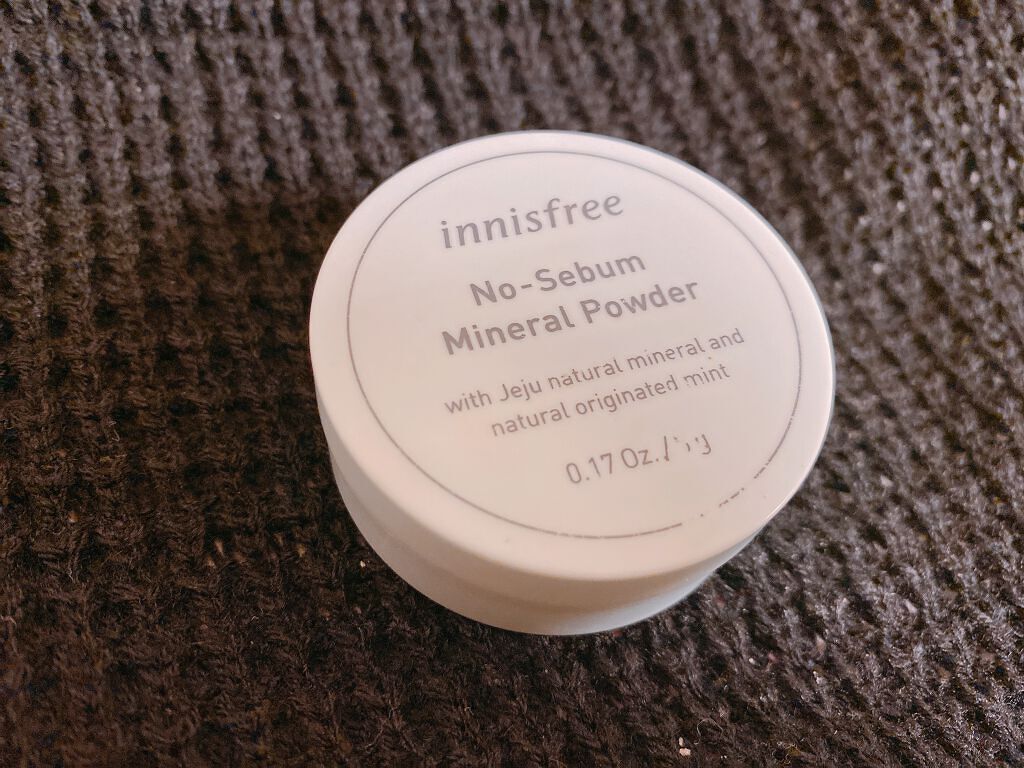 innisfree
No-Sebum
Mineral Powder
with Jeju natural mineral and
natural originated mint
0.17 Oz./